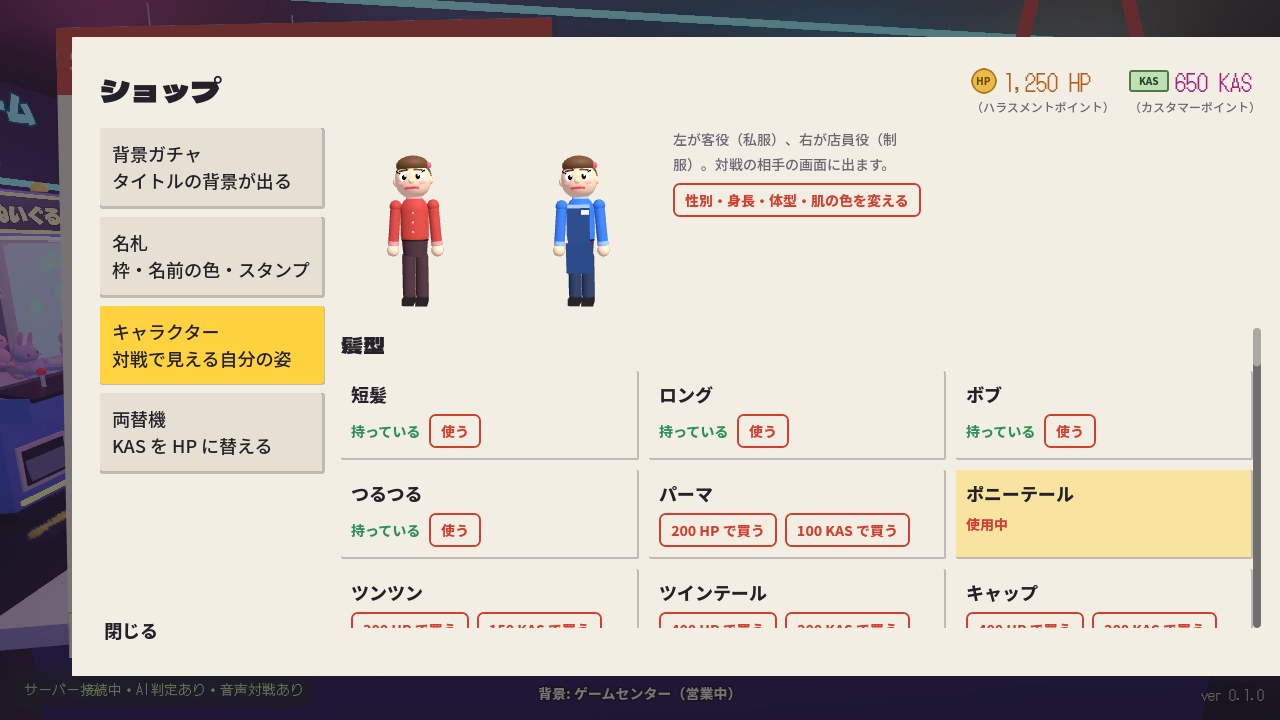 ショップ
HP 1,250 HP
KAS 650 KAS
（ハラスメントポイント）
（カスタマーポイント）
背景ガチャ
タイトルの背景が出る
名札
枠・名前の色・スタンプ
キャラクター
対戦で見える自分の姿
両替機
KAS を HP に替える
閉じる
左が客役（私服）、右が店員役（制
服）。対戦の相手の画面に出ます。
性別・身長・体型・肌の色を変える
髪型
短髪
持っている 使う
ロング
持っている 使う
ボブ
持っている 使う
つるつる
持っている 使う
パーマ
200 HP で買う 100 KAS で買う
ポニーテール
使用中
ツンツン
ツインテール
キャップ
サーバー接続中・AI判定あり・音声対戦あり
背景: ゲームセンター（営業中）
ver 0.1.0